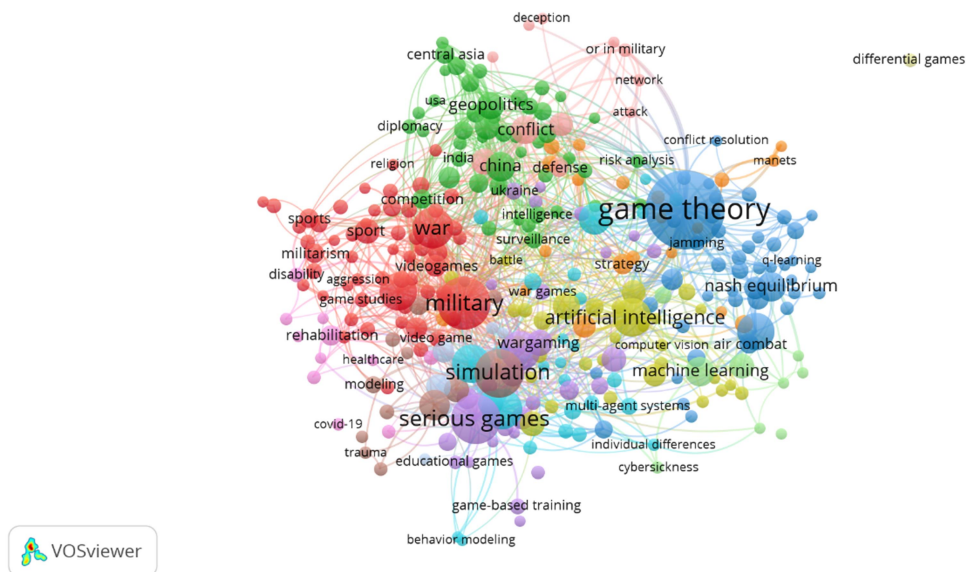 deception
central asia
or in military
differential games
network
usa
geopolitics
attack
diplomacy
conflict
conflict resolution
india
china
defense
risk analysis
manets
religion
ukraine
competition
game theory
sports
intelligence
sport
war
surveillance
jamming
militarism
battle
q-learning
disability
aggression
videogames
strategy
nash equilibrium
game studies
military
war games
artificial intelligence
rehabilitation
video game
wargaming
computer vision
air combat
healthcare
simulation
machine learning
modeling
serious games
multi-agent systems
covid-19
trauma
individual differences
educational games
cybersickness
game-based training
behavior modeling
VOSviewer